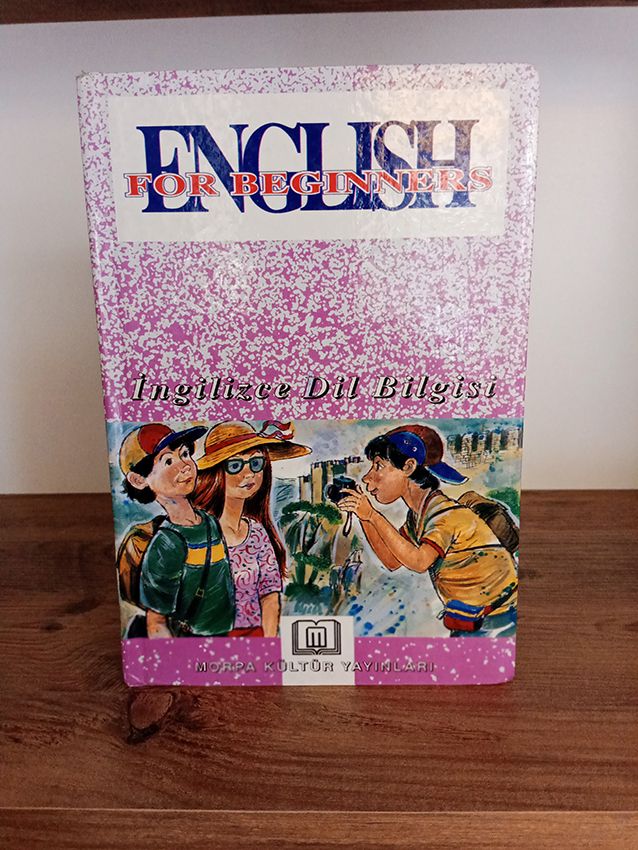 ENGLISH
FOR BEGINNERS
İngilizce Dil Bilgisi
m
MORPA KÜLTÜR YAYINLARI